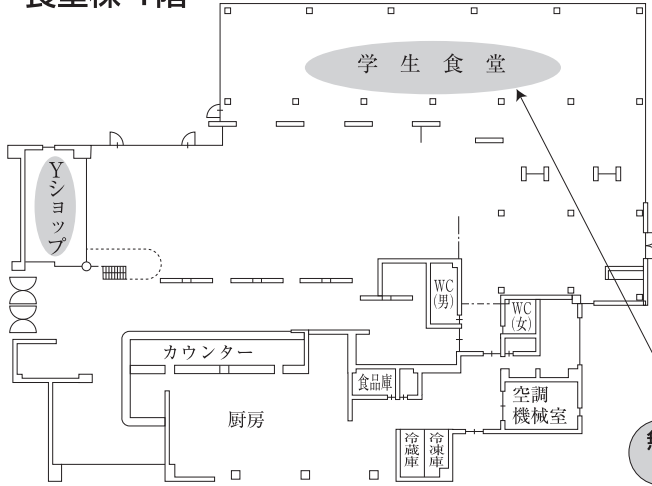 食堂棟 1階
学生食堂
Yショップ
WC
(男)
WC
(女)
カウンター
食品庫
空調
機械室
厨房
冷蔵庫
冷凍庫